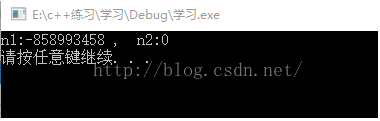 E:\c++练习\学习\Debug\学习.exe
n1:-858993458 ,  n2:0
请按任意键继续. . .
http://blog.csdn.net/